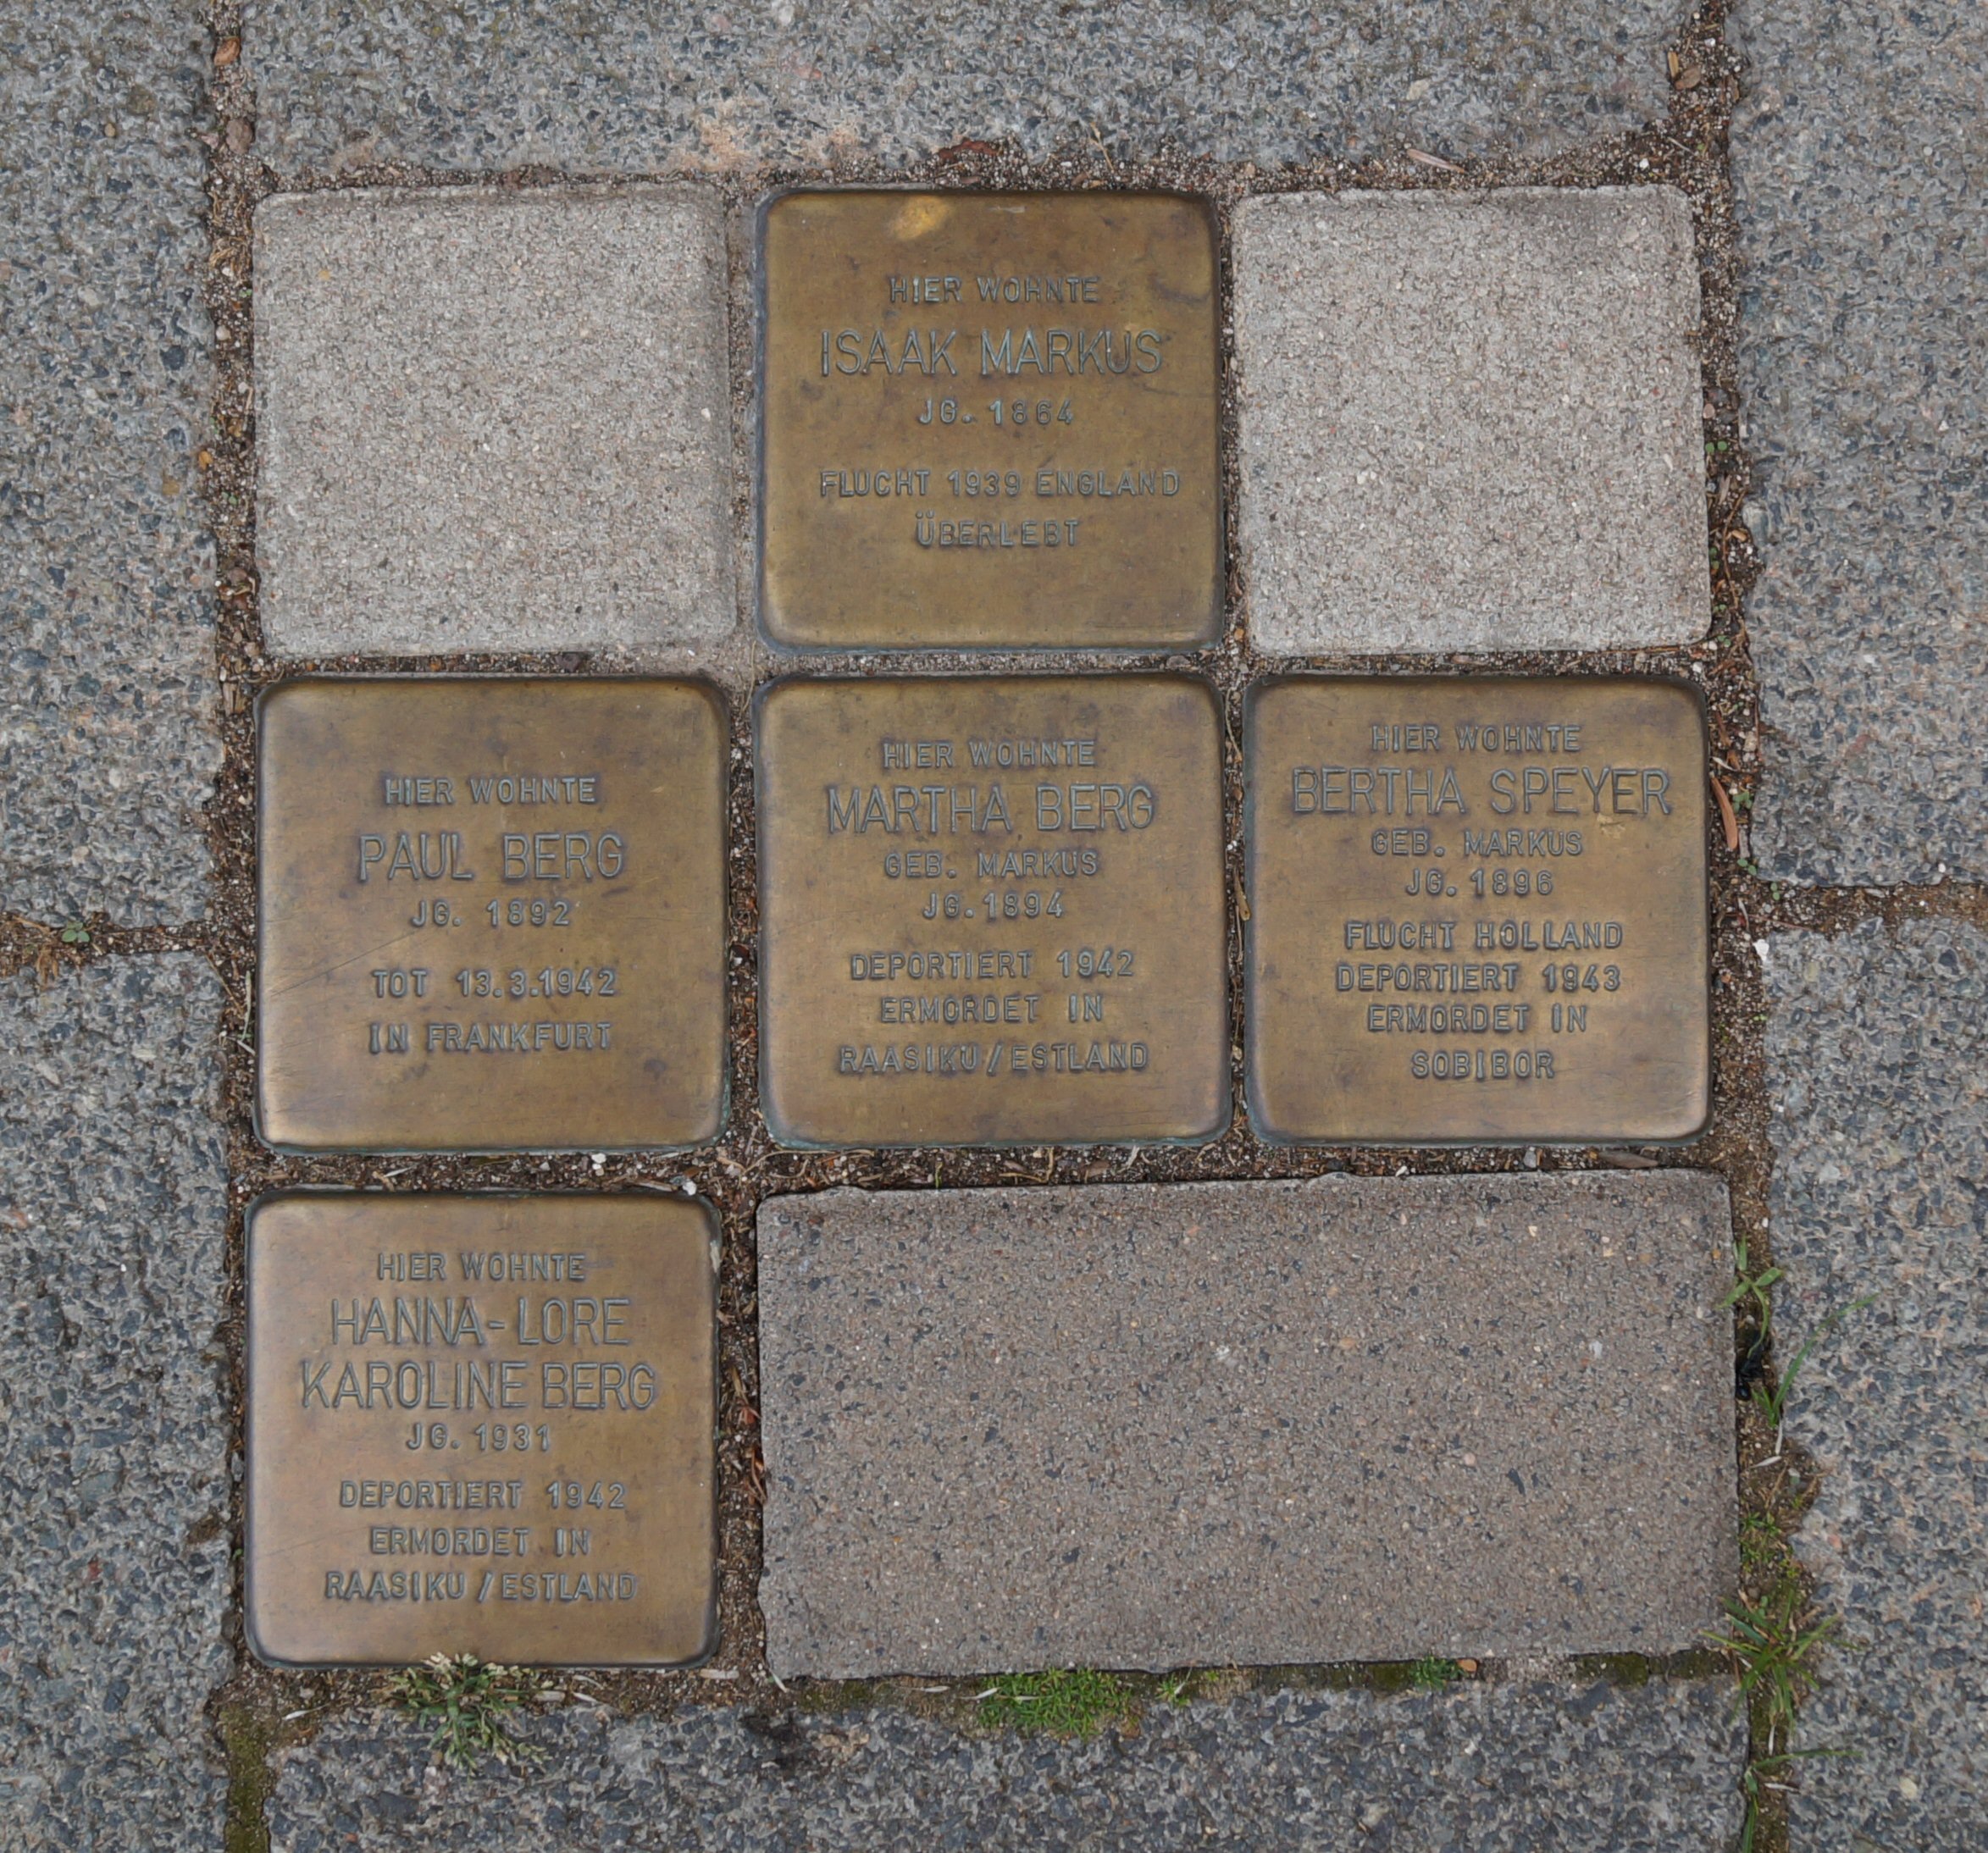 HIER WOHNTE
ISAAK MARKUS
JG. 1864
FLUCHT 1939 ENGLAND
ÜBERLEBT
HIER WOHNTE
PAUL BERG
JG. 1892
TOT 13.3.1942
IN FRANKFURT
HIER WOHNTE
MARTHA BERG
GEB. MARKUS
JG. 1894
DEPORTIERT 1942
ERMORDET IN
RAASIKU/ESTLAND
HIER WOHNTE
BERTHA SPEYER
GEB. MARKUS
JG. 1896
FLUCHT HOLLAND
DEPORTIERT 1943
ERMORDET IN
SOBIBOR
HIER WOHNTE
HANNA-LORE
KAROLINE BERG
JG. 1931
DEPORTIERT 1942
ERMORDET IN
RAASIKU/ESTLAND